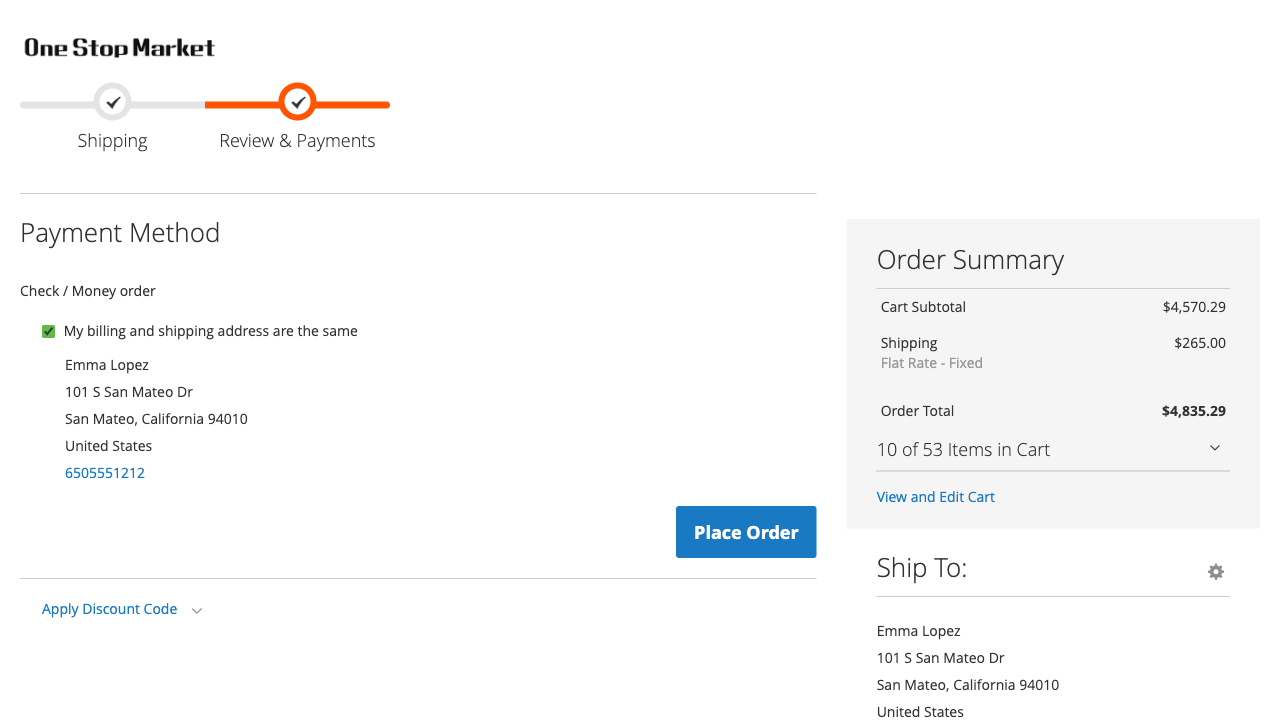 One Stop Market
Shipping
Review & Payments
Payment Method
Check / Money order
My billing and shipping address are the same
Emma Lopez
101 S San Mateo Dr
San Mateo, California 94010
United States
6505551212
Place Order
Apply Discount Code
Order Summary
Cart Subtotal $4,570.29
Shipping $265.00
Flat Rate - Fixed
Order Total $4,835.29
10 of 53 Items in Cart
View and Edit Cart
Ship To:
Emma Lopez
101 S San Mateo Dr
San Mateo, California 94010
United States